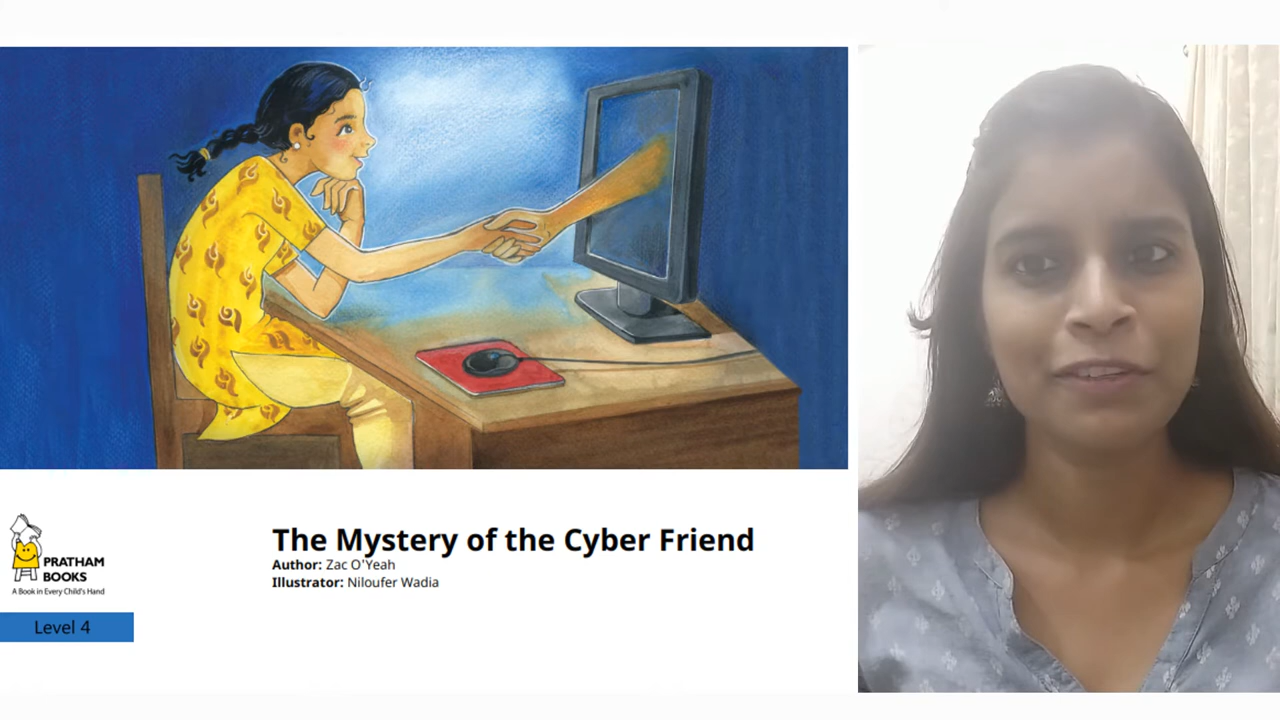 The Mystery of the Cyber Friend
Author: Zac O'Yeah
Illustrator: Niloufer Wadia
PRATHAM
BOOKS
A Book in Every Child's Hand
Level 4